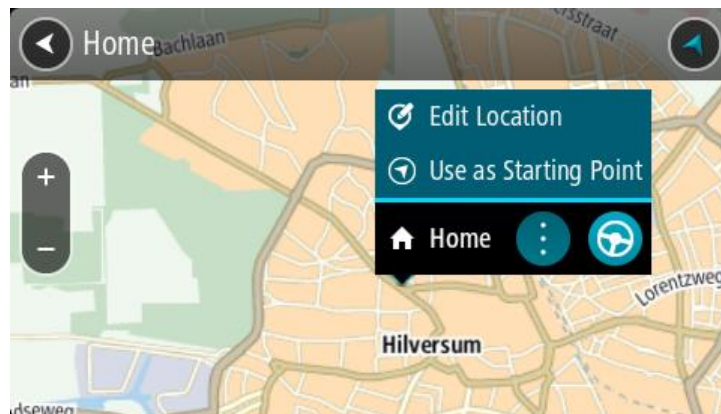 Home
Bachlaan
Edit Location
Use as Starting Point
Home
Lorentzweg
Hilversum